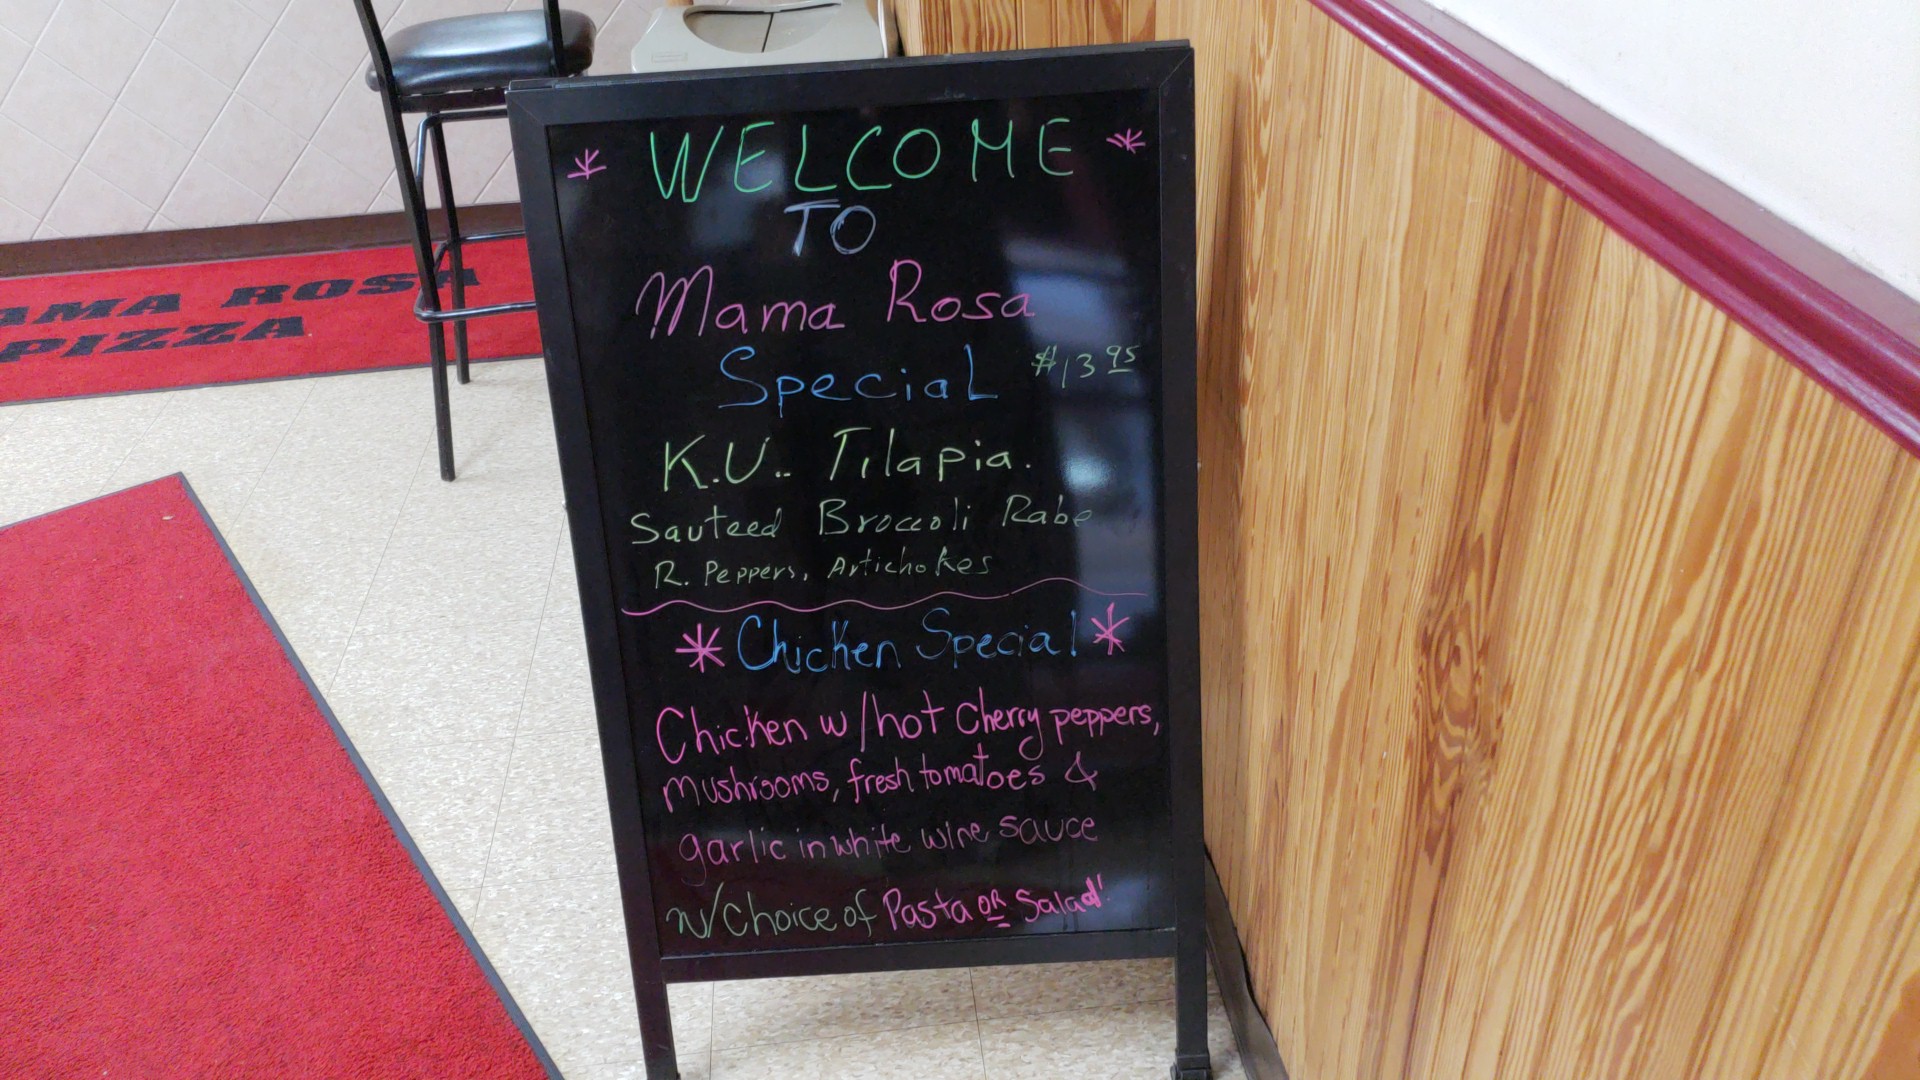 * WELCOME *
TO
Mama Rosa
Special $13.95
K.U.. Tilapia.
Sauteed Broccoli Rabe
R. Peppers, Artichokes
* Chicken Special *
Chicken w/hot Cherry peppers,
mushrooms, fresh tomatoes &
garlic in white wine sauce
w/Choice of Pasta OR Salad!
AMA ROSA
PIZZA